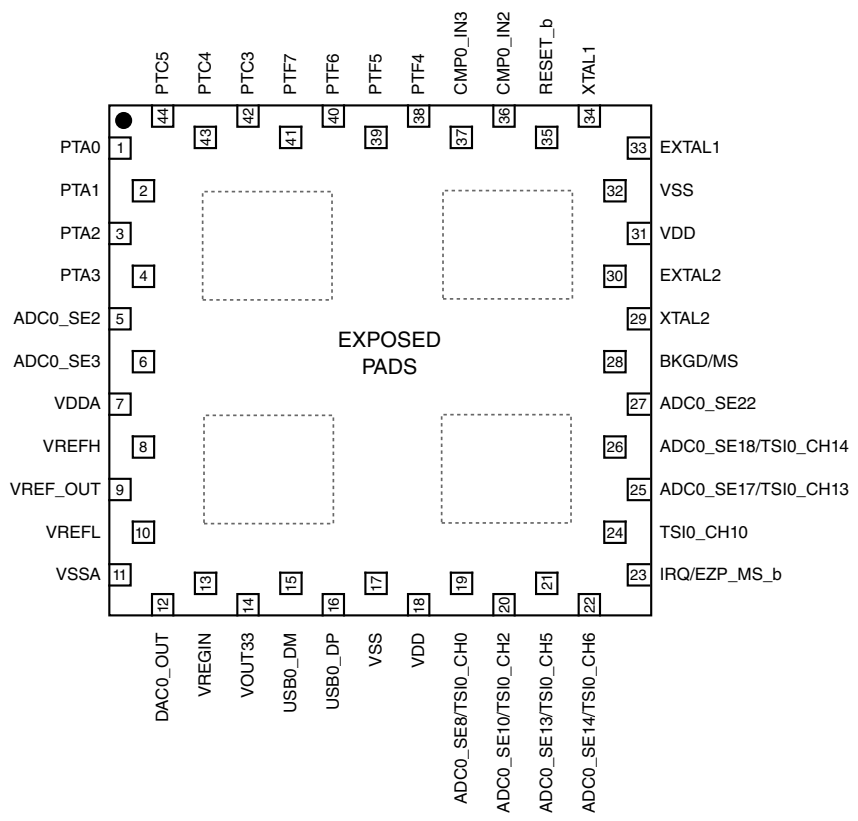 PTC5
PTC4
PTC3
PTF7
PTF6
PTF5
PTF4
CMP0_IN3
CMP0_IN2
RESET_b
XTAL1
44
43
42
41
40
39
38
37
36
35
34
PTA0 1
PTA1 2
PTA2 3
PTA3 4
ADC0_SE2 5
ADC0_SE3 6
VDDA 7
VREFH 8
VREF_OUT 9
VREFL 10
VSSA 11
EXPOSED
PADS
33 EXTAL1
32 VSS
31 VDD
30 EXTAL2
29 XTAL2
28 BKGD/MS
27 ADC0_SE22
26 ADC0_SE18/TSI0_CH14
25 ADC0_SE17/TSI0_CH13
24 TSI0_CH10
23 IRQ/EZP_MS_b
12
13
14
15
16
17
18
19
20
21
22
DAC0_OUT
VREGIN
VOUT33
USB0_DM
USB0_DP
VSS
VDD
ADC0_SE8/TSI0_CH0
ADC0_SE10/TSI0_CH2
ADC0_SE13/TSI0_CH5
ADC0_SE14/TSI0_CH6